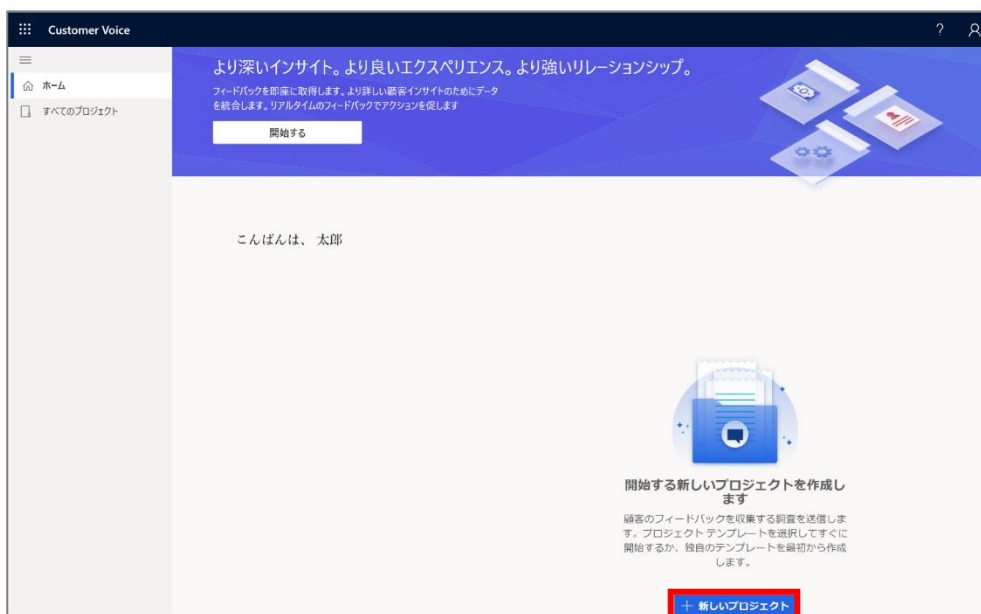 Customer Voice
?
ホーム
すべてのプロジェクト
より深いインサイト。より良いエクスペリエンス。より強いリレーションシップ。
フィードバックを即座に取得します。より詳しい顧客インサイトのためにデータ
を統合します。リアルタイムのフィードバックでアクションを促します
開始する
こんばんは、 太郎
開始する新しいプロジェクトを作成し
ます
顧客のフィードバックを収集する調査を送信しま
す。プロジェクト テンプレートを選択してすぐに
開始するか、独自のテンプレートを最初から作成
します。
＋ 新しいプロジェクト